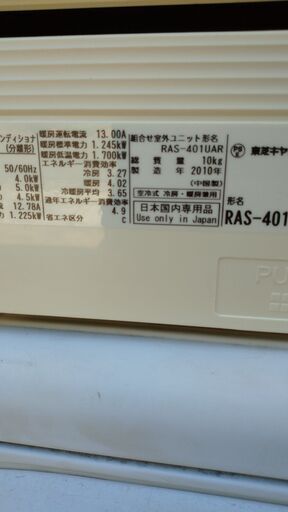 ンディショナ
(分離形)
50/60Hz
4.0kW
5.0kW
4.5kW
12.78A
1.225kW
暖房運転電流 13.00A
暖房標準電力 1.245kW
暖房低温電力 1.700kW
エネルギー消費効率
冷房 3.27
暖房 4.02
冷暖房平均 3.65
通年エネルギー消費効率
4.9
省エネ区分 C
組合せ室外ユニット形名
RAS-401UAR
総質量 10kg
製造年 2010年
(中国製)
空冷式 冷房・暖房兼用
日本国内専用品
Use only in Japan
PS E
東芝キヤ
形名
RAS-401
PU